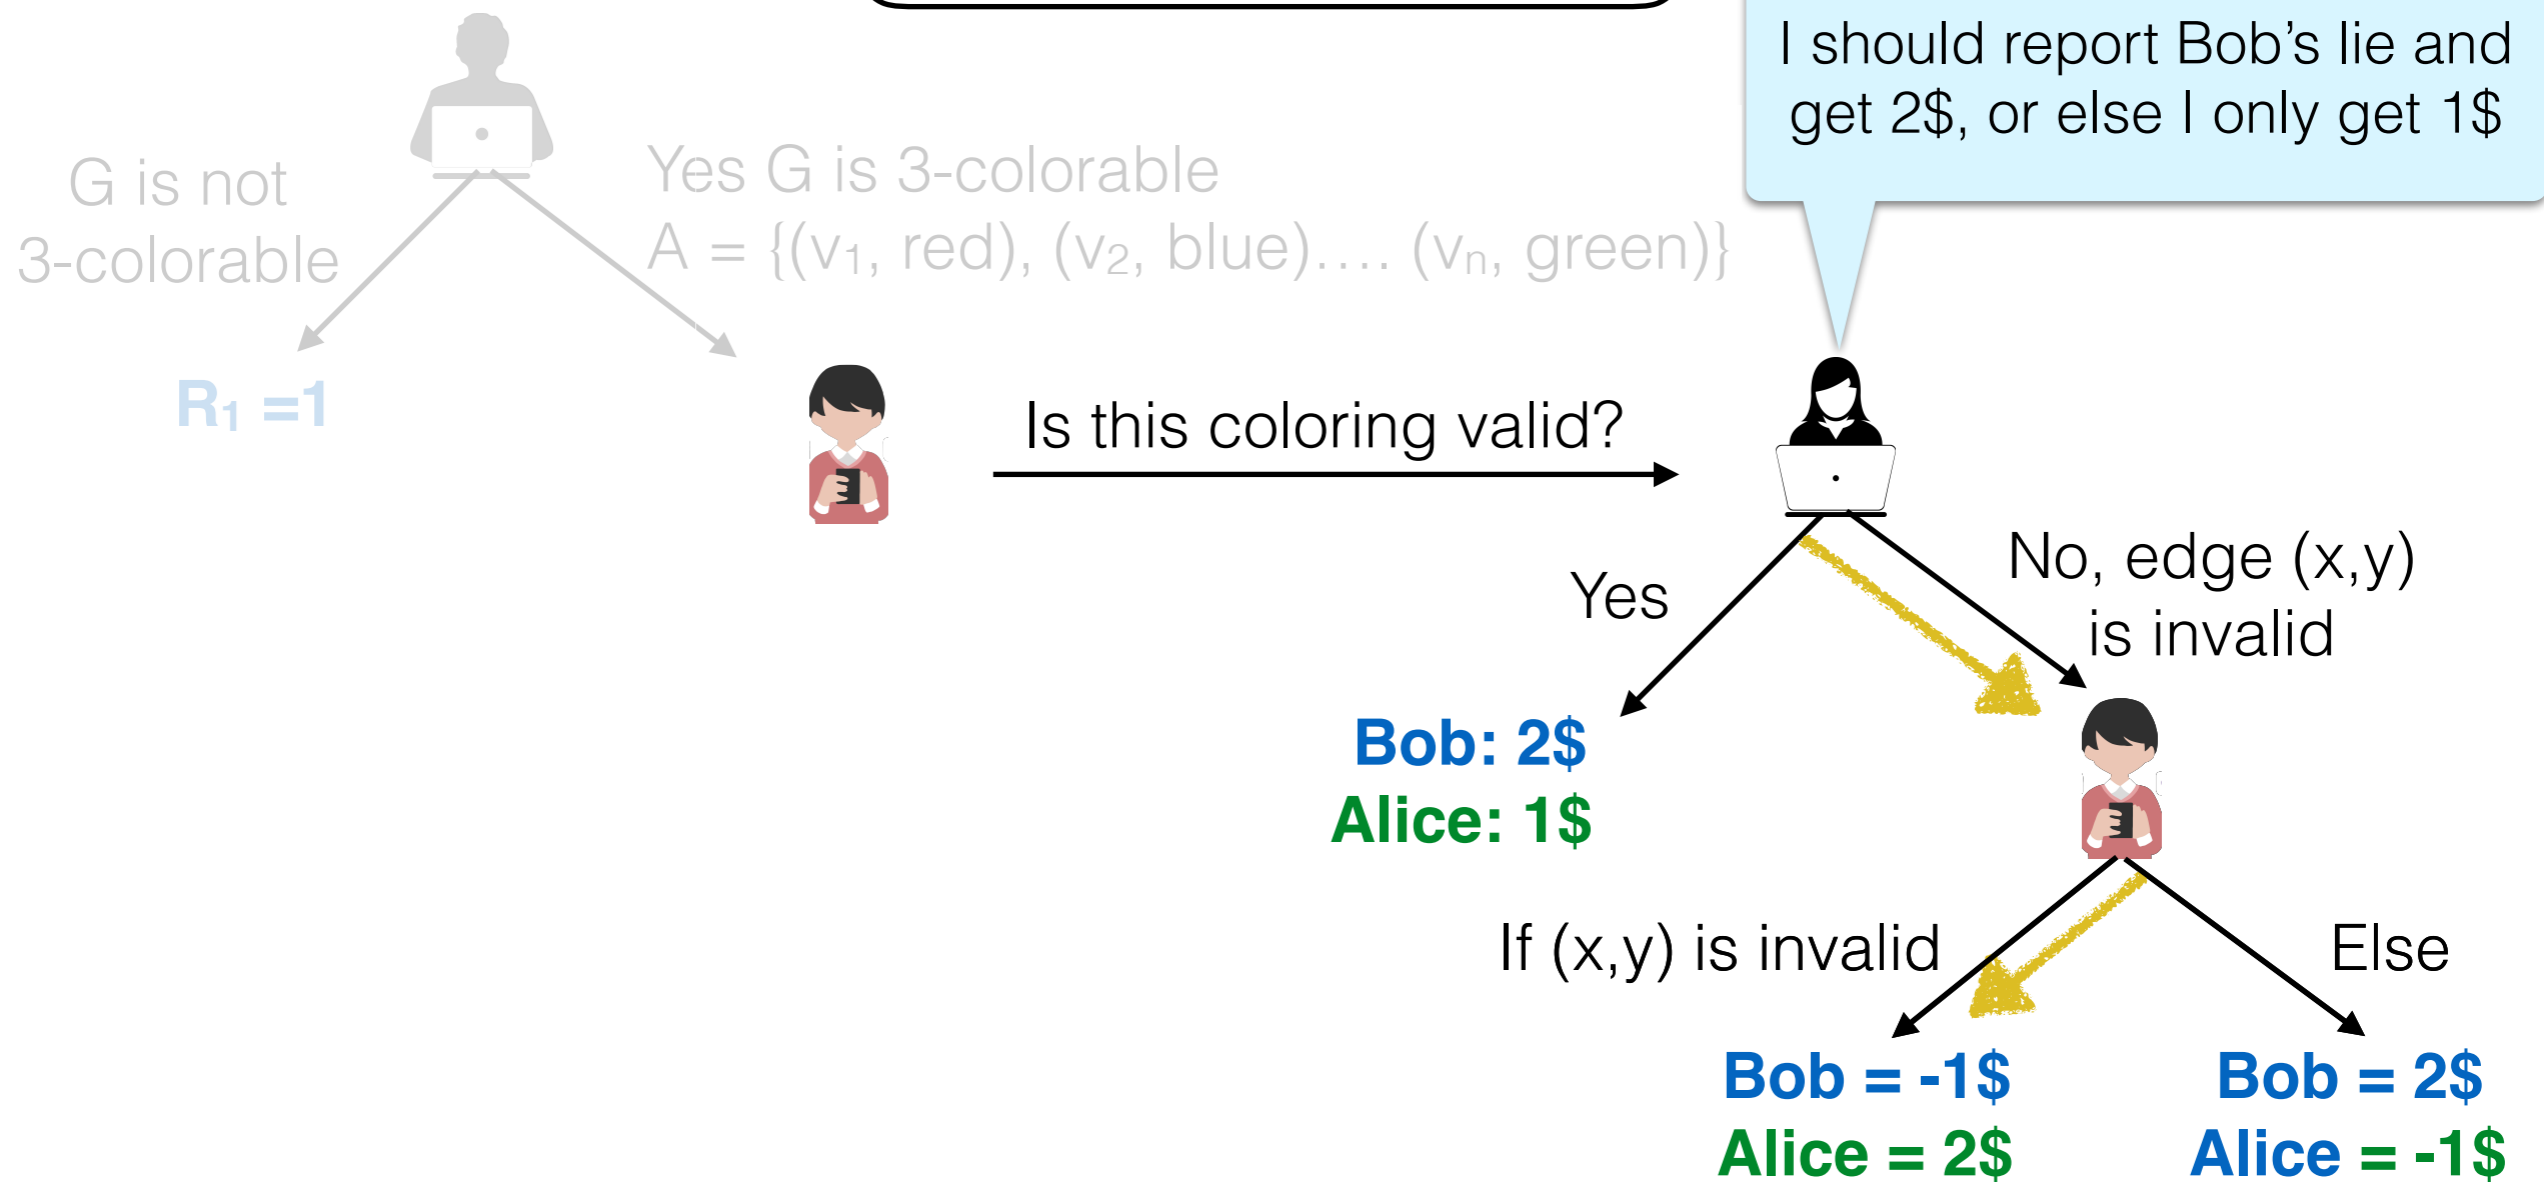 I should report Bob’s lie and
get 2$, or else I only get 1$
G is not
3-colorable
Yes G is 3-colorable
A = {(v₁, red), (v₂, blue).... (vₙ, green)}
R₁ =1
Is this coloring valid?
Yes
No, edge (x,y)
is invalid
Bob: 2$
Alice: 1$
If (x,y) is invalid
Else
Bob = -1$
Alice = 2$
Bob = 2$
Alice = -1$